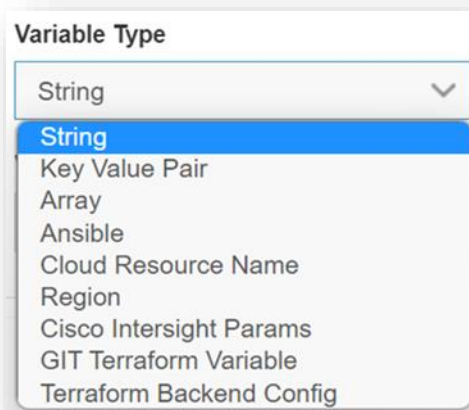 Variable Type
String
String
Key Value Pair
Array
Ansible
Cloud Resource Name
Region
Cisco Intersight Params
GIT Terraform Variable
Terraform Backend Config